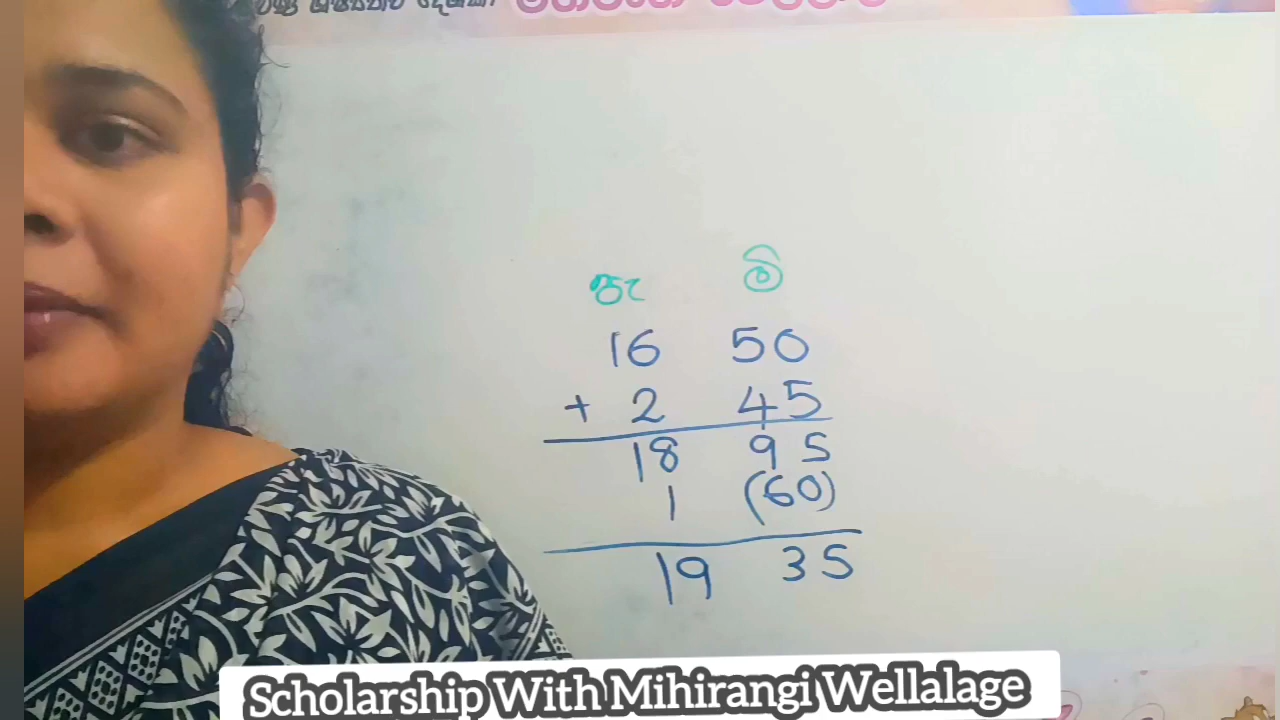 පැය මි
16 50
+ 2 45
18 95
1 (60)
19 35
Scholarship With Mihirangi Wellalage